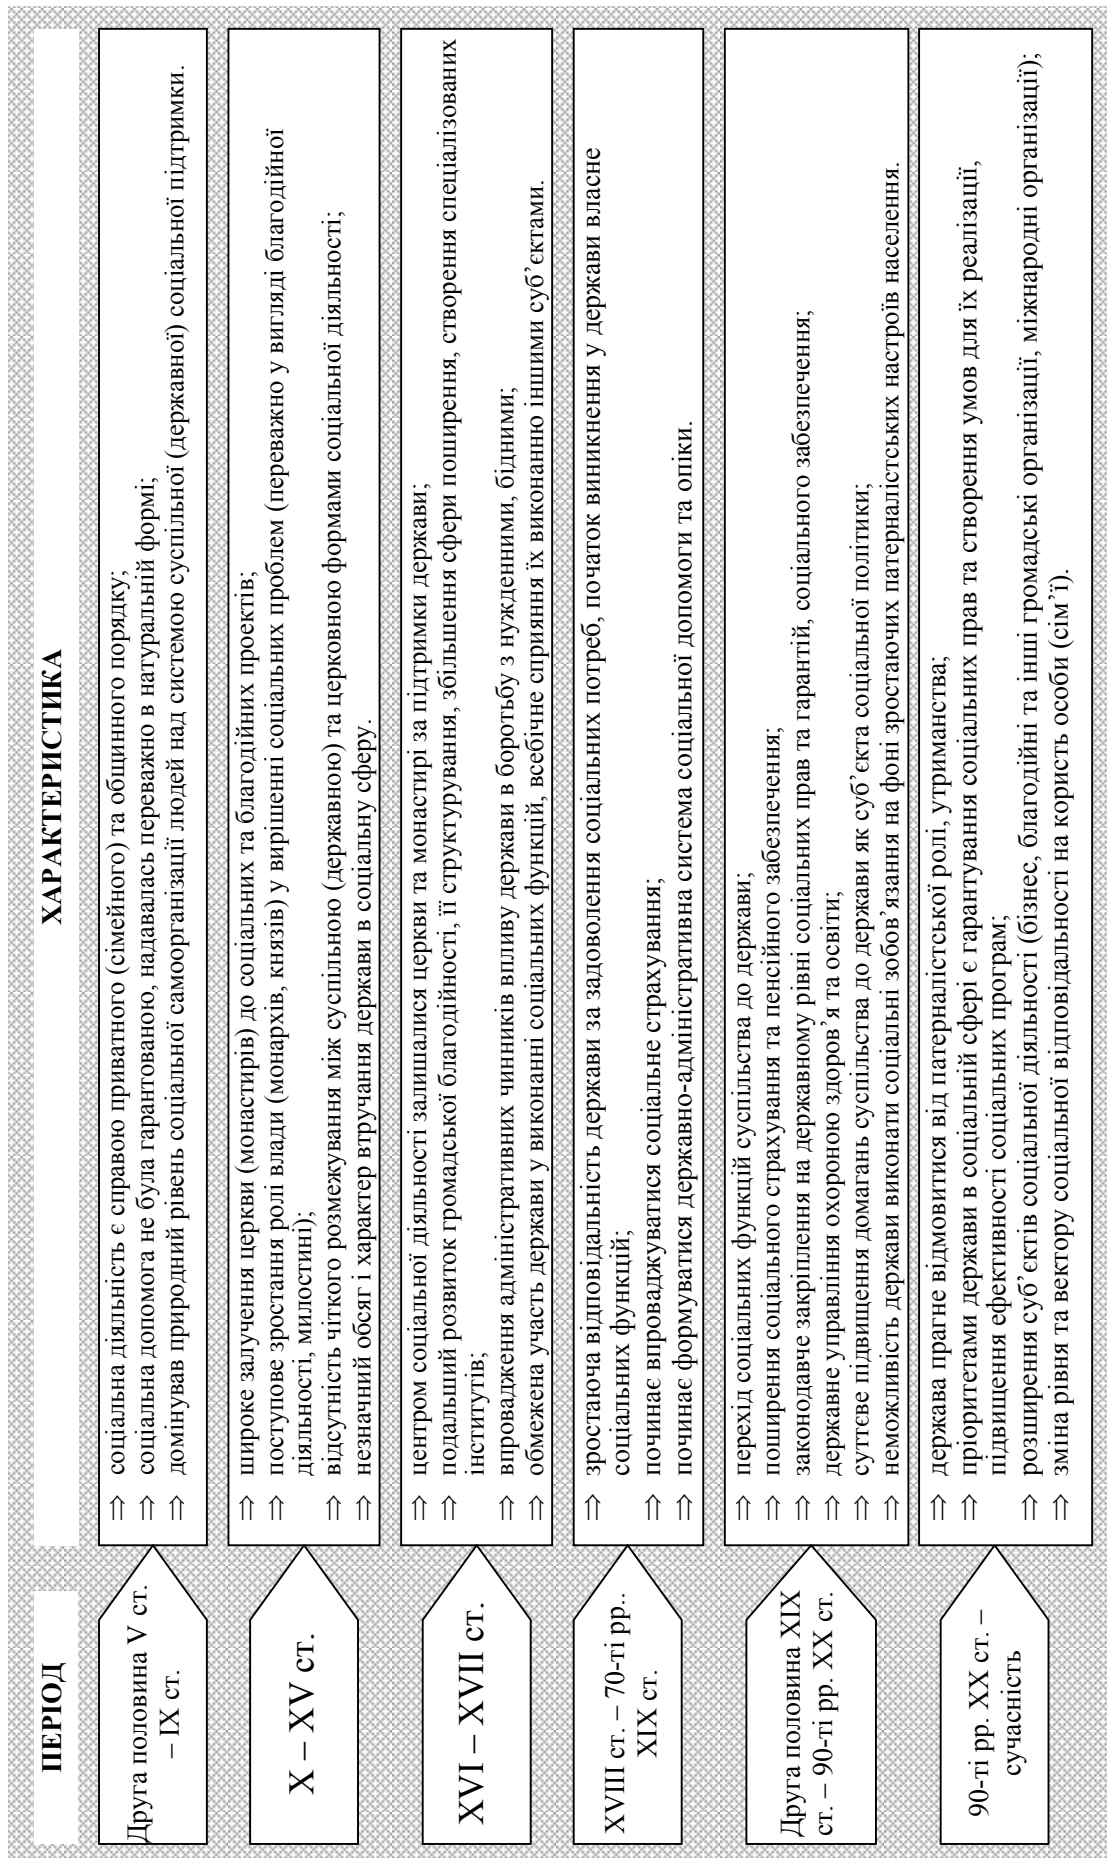 ПЕРІОД
ХАРАКТЕРИСТИКА
Друга половина V ст.
– IX ст.
⇒ соціальна діяльність є справою приватного (сімейного) та общинного порядку;
⇒ соціальна допомога не була гарантованою, надавалась переважно в натуральній формі;
⇒ домінував природний рівень соціальної самоорганізації людей над системою суспільної (державної) соціальної підтримки.
X – XV ст.
⇒ широке залучення церкви (монастирів) до соціальних та благодійних проектів;
⇒ поступове зростання ролі влади (монархів, князів) у вирішенні соціальних проблем (переважно у вигляді благодійної
діяльності, милостині);
⇒ відсутність чіткого розмежування між суспільною (державною) та церковною формами соціальної діяльності;
⇒ незначний обсяг і характер втручання держави в соціальну сферу.
XVI – XVII ст.
⇒ центром соціальної діяльності залишалися церкви та монастирі за підтримки держави;
⇒ подальший розвиток громадської благодійності, її структурування, збільшення сфери поширення, створення спеціалізованих
інститутів;
⇒ впровадження адміністративних чинників впливу держави в боротьбу з нужденними, бідними;
⇒ обмежена участь держави у виконанні соціальних функцій, всебічне сприяння їх виконанню іншими суб’єктами.
XVIII ст. – 70-ті рр..
XIX ст.
⇒ зростаюча відповідальність держави за задоволення соціальних потреб, початок виникнення у держави власне
соціальних функцій;
⇒ починає впроваджуватися соціальне страхування;
⇒ починає формуватися державно-адміністративна система соціальної допомоги та опіки.
Друга половина XIX
ст. – 90-ті рр. XX ст.
⇒ перехід соціальних функцій суспільства до держави;
⇒ поширення соціального страхування та пенсійного забезпечення;
⇒ законодавче закріплення на державному рівні соціальних прав та гарантій, соціального забезпечення;
⇒ державне управління охороною здоров’я та освіти;
⇒ суттєве підвищення домагань суспільства до держави як суб’єкта соціальної політики;
⇒ неможливість держави виконати соціальні зобов’язання на фоні зростаючих патерналістських настроїв населення.
90-ті рр. XX ст. –
сучасність
⇒ держава прагне відмовитися від патерналістської ролі, утриманства;
⇒ пріоритетами держави в соціальній сфері є гарантування соціальних прав та створення умов для їх реалізації,
підвищення ефективності соціальних програм;
⇒ розширення суб’єктів соціальної діяльності (бізнес, благодійні та інші громадські організації, міжнародні організації);
⇒ зміна рівня та вектору соціальної відповідальності на користь особи (сім’ї).